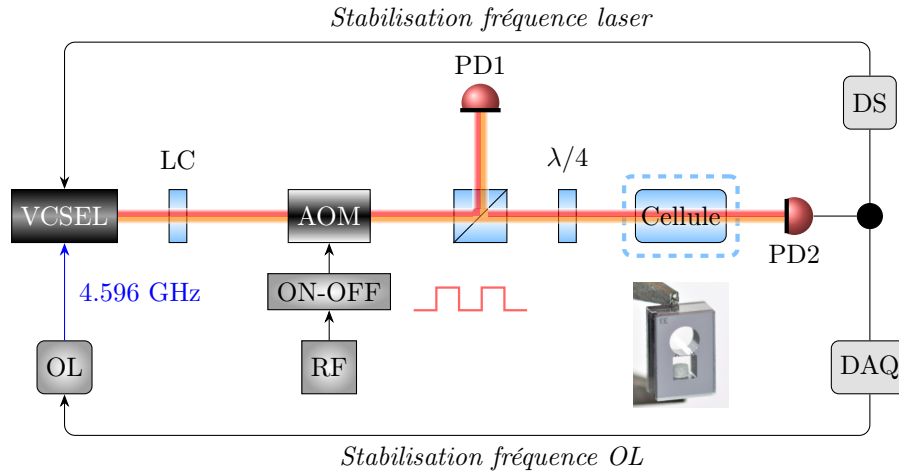 Stabilisation fréquence laser
PD1
DS
LC
λ/4
VCSEL
AOM
Cellule
PD2
4.596 GHz
ON-OFF
OL
RF
DAQ
Stabilisation fréquence OL